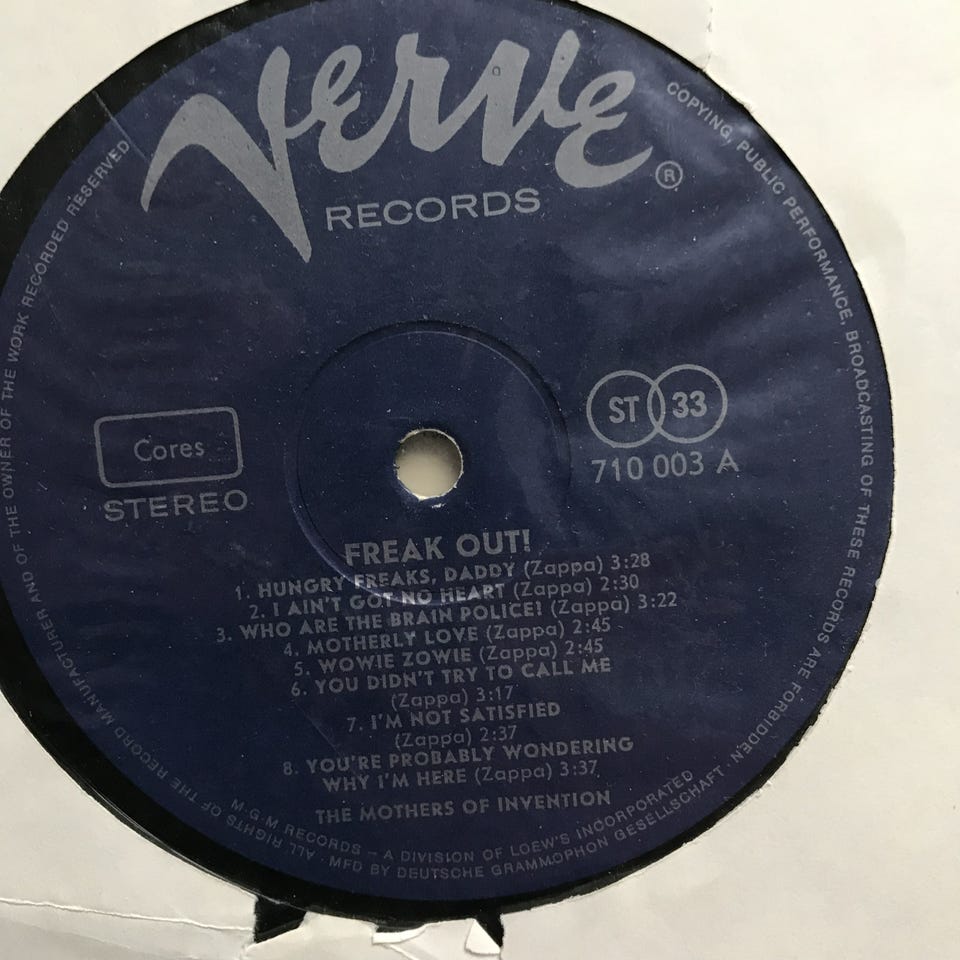 Verve
®
RECORDS
COPYING, PUBLIC PERFORMANCE, BROADCASTING OF THESE RECORDS ARE FORBIDDEN ·
ALL RIGHTS OF THE RECORD MANUFACTURER AND OF THE OWNER OF THE WORK RECORDED RESERVED
Cores
STEREO
ST 33
710 003 A
FREAK OUT!
1. HUNGRY FREAKS, DADDY (Zappa) 3:28
2. I AIN'T GOT NO HEART (Zappa) 2:30
3. WHO ARE THE BRAIN POLICE? (Zappa) 3:22
4. MOTHERLY LOVE (Zappa) 2:45
5. WOWIE ZOWIE (Zappa) 2:45
6. YOU DIDN'T TRY TO CALL ME
(Zappa) 3:17
7. I'M NOT SATISFIED
(Zappa) 2:37
8. YOU'RE PROBABLY WONDERING
WHY I'M HERE (Zappa) 3:37
THE MOTHERS OF INVENTION
M.G.M RECORDS – A DIVISION OF LOEW'S INCORPORATED
· MFD BY DEUTSCHE GRAMMOPHON GESELLSCHAFT ·